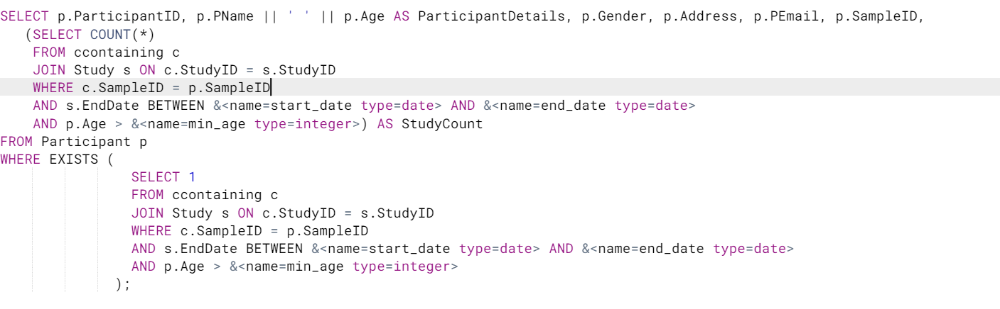 SELECT p.ParticipantID, p.PName || ' ' || p.Age AS ParticipantDetails, p.Gender, p.Address, p.PEmail, p.SampleID,
(SELECT COUNT(*)
FROM ccontaining c
JOIN Study s ON c.StudyID = s.StudyID
WHERE c.SampleID = p.SampleID
AND s.EndDate BETWEEN &<name=start_date type=date> AND &<name=end_date type=date>
AND p.Age > &<name=min_age type=integer>) AS StudyCount
FROM Participant p
WHERE EXISTS (
SELECT 1
FROM ccontaining c
JOIN Study s ON c.StudyID = s.StudyID
WHERE c.SampleID = p.SampleID
AND s.EndDate BETWEEN &<name=start_date type=date> AND &<name=end_date type=date>
AND p.Age > &<name=min_age type=integer>
);